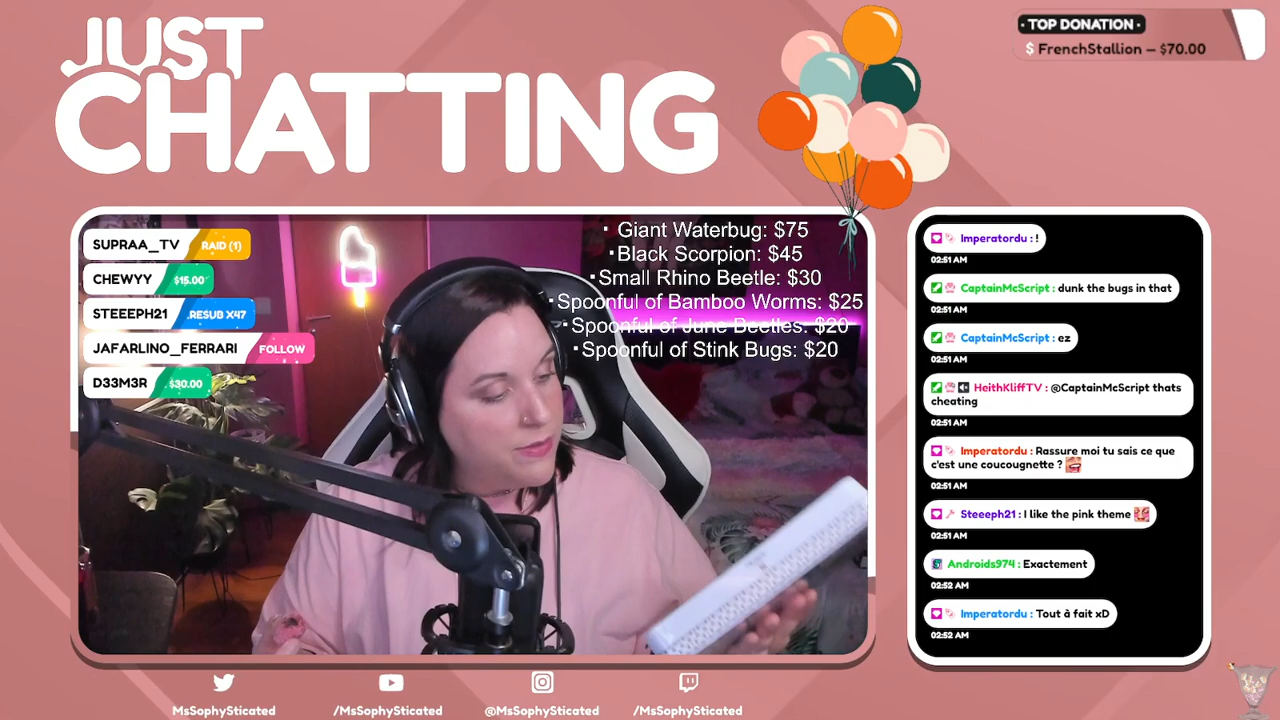 JUST
CHATTING
• TOP DONATION •
$ FrenchStallion – $70.00
SUPRAA_TV RAID (1)
CHEWYY $15.00
STEEEPH21 RESUB X47
JAFARLINO_FERRARI FOLLOW
D33M3R $30.00
• Giant Waterbug: $75
• Black Scorpion: $45
• Small Rhino Beetle: $30
• Spoonful of Bamboo Worms: $25
• Spoonful of June Beetles: $20
• Spoonful of Stink Bugs: $20
Imperatordu : !
02:51 AM
CaptainMcScript : dunk the bugs in that
02:51 AM
CaptainMcScript : ez
02:51 AM
HeithKliffTV : @CaptainMcScript thats
cheating
02:51 AM
Imperatordu : Rassure moi tu sais ce que
c'est une coucougnette ?
02:51 AM
Steeeph21 : I like the pink theme
02:51 AM
Androids974 : Exactement
02:52 AM
Imperatordu : Tout à fait xD
02:52 AM
MsSophySticated
/MsSophySticated
@MsSophySticated
/MsSophySticated